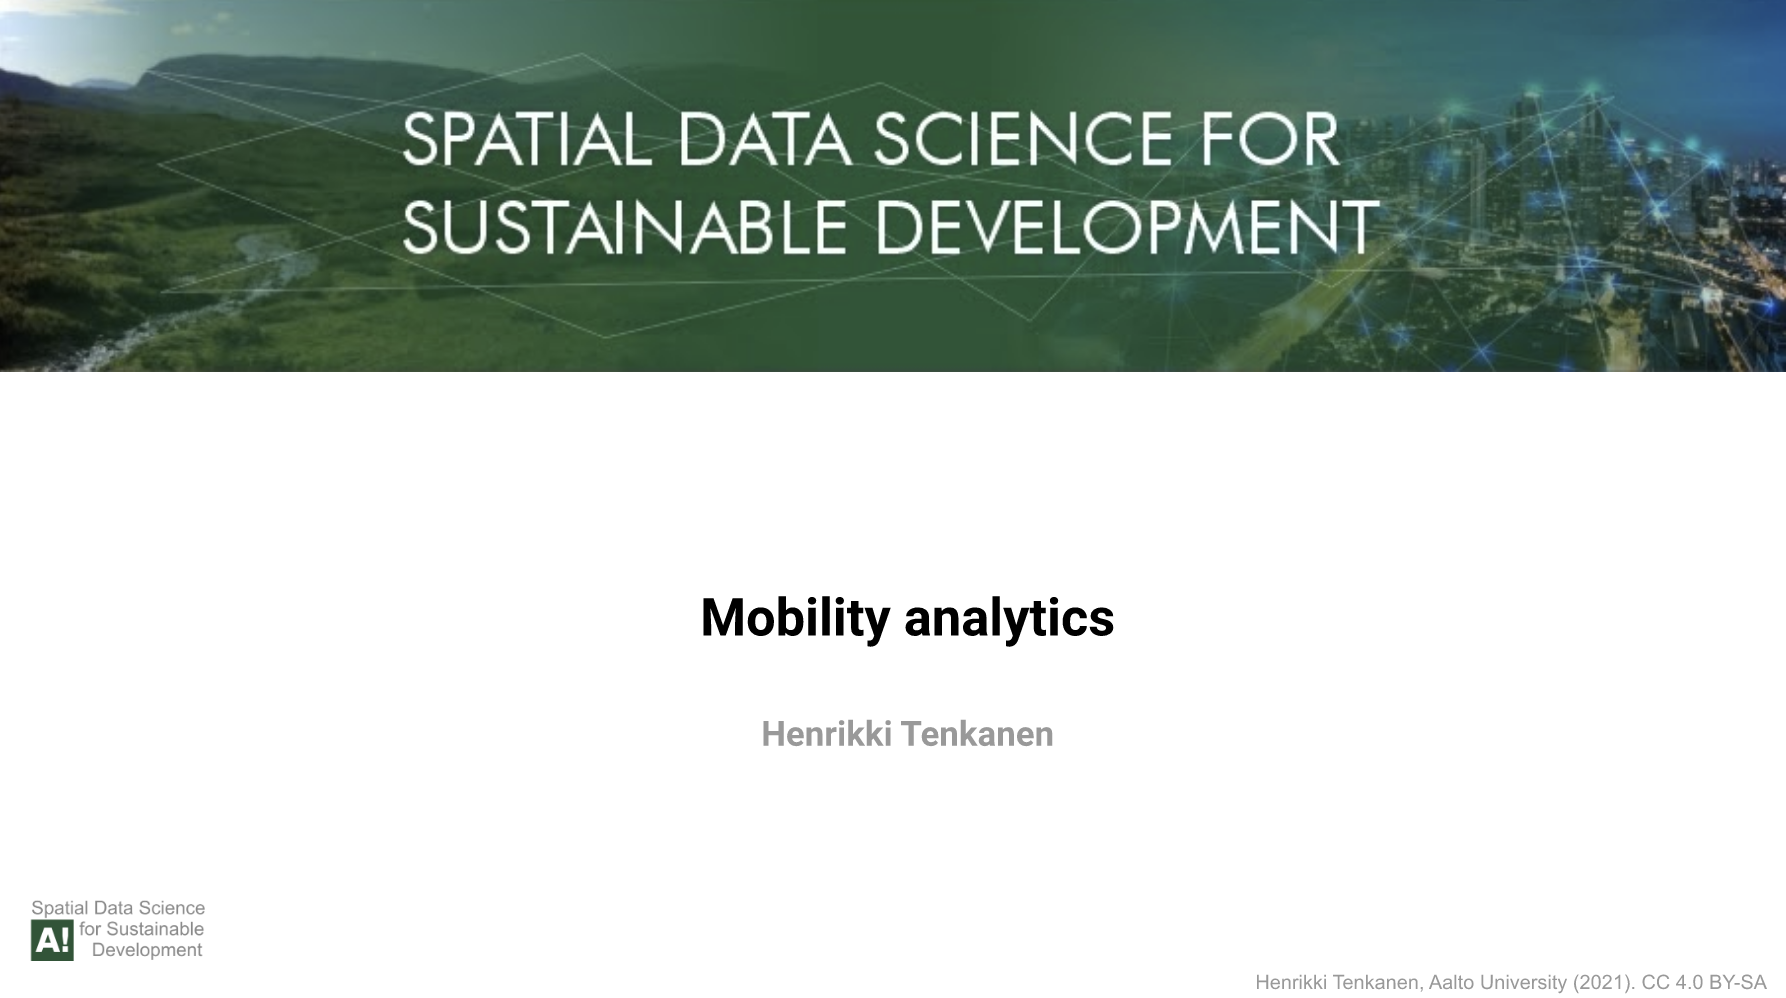 SPATIAL DATA SCIENCE FOR
SUSTAINABLE DEVELOPMENT
Mobility analytics
Henrikki Tenkanen
Spatial Data Science
for Sustainable
Development
A!
Henrikki Tenkanen, Aalto University (2021). CC 4.0 BY-SA